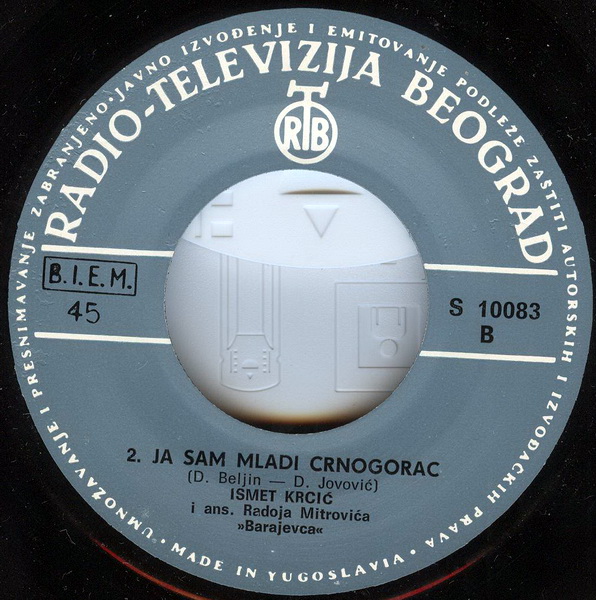 UMNOŽAVANJE I PRESNIMAVANJE ZABRANJENO · JAVNO IZVOĐENJE I EMITOVANJE PODLEŽE ZAŠTITI AUTORSKIH I IZVOĐAČKIH PRAVA ·
RADIO-TELEVIZIJA BEOGRAD
RTB
B.I.E.M.
45
S 10083
B
2. JA SAM MLADI CRNOGORAC
(D. Beljin — D. Jovović)
ISMET KRCIĆ
i ans. Radoja Mitrovića
»Barajevca«
· MADE IN YUGOSLAVIA ·